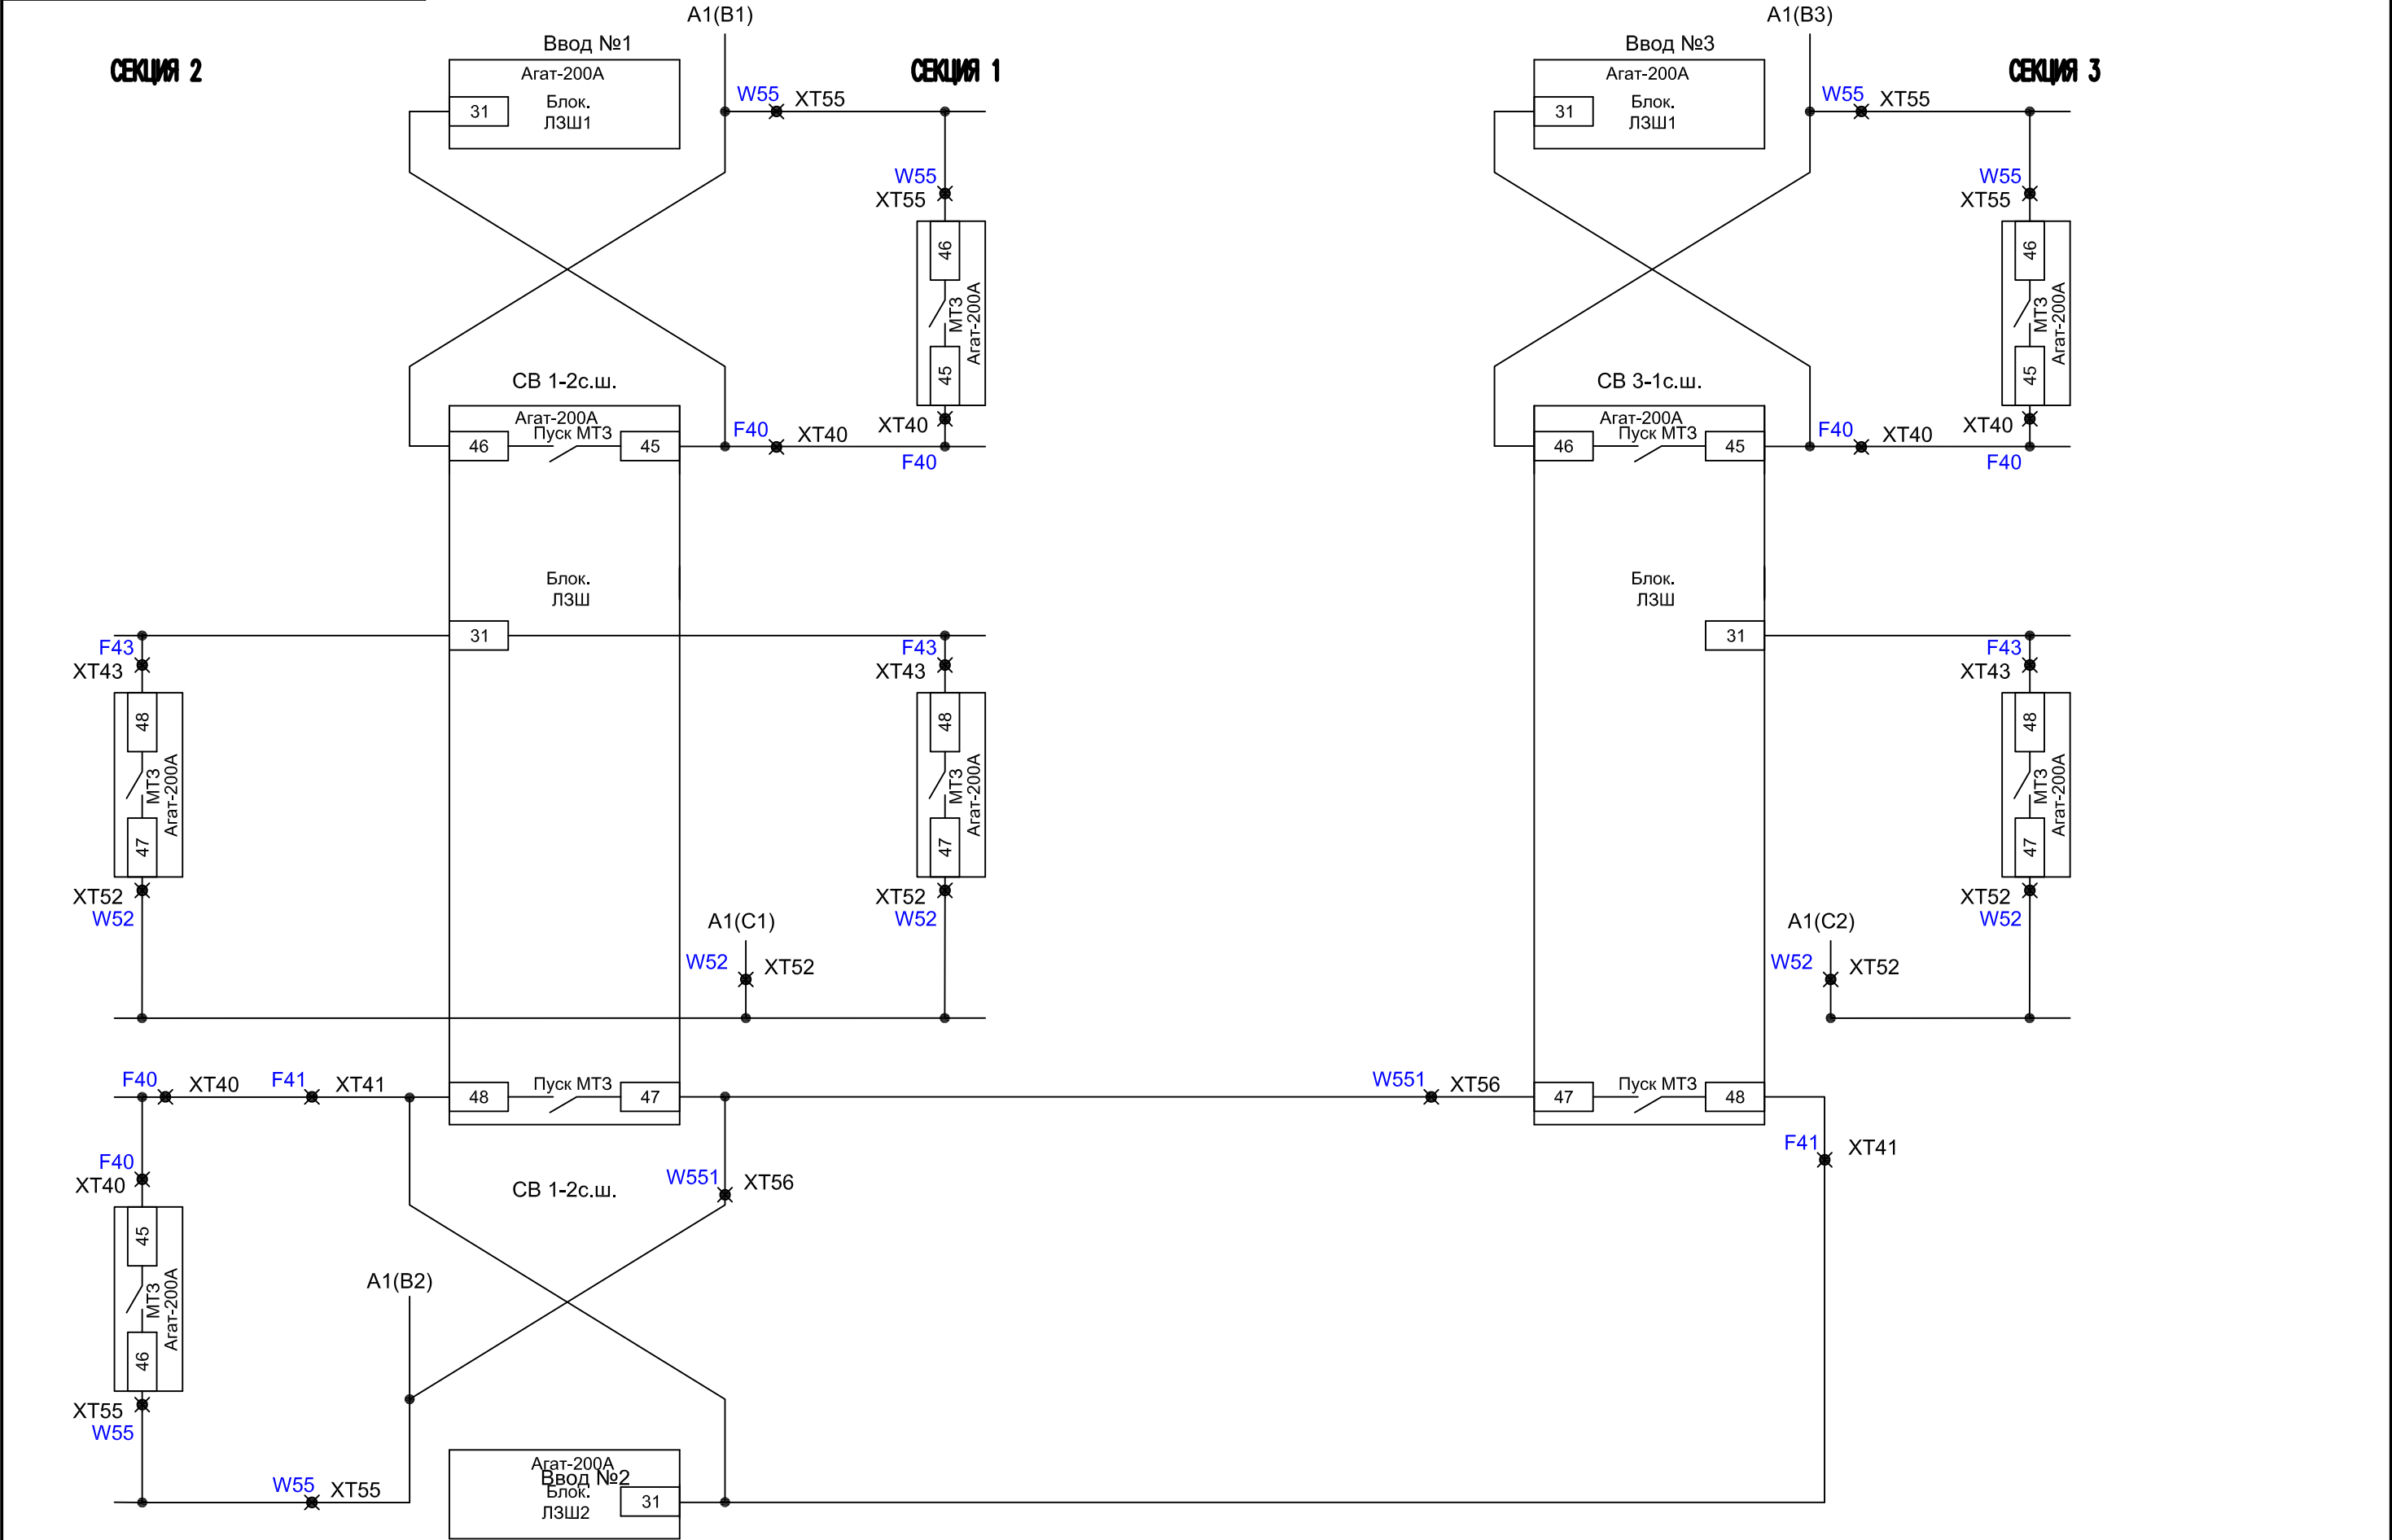 А1(В1)
А1(В3)
Ввод №1
Ввод №3
СЕКЦИЯ 2
Агат-200А
СЕКЦИЯ 1
Агат-200А
СЕКЦИЯ 3
31
Блок.
ЛЗШ1
W55
ХТ55
31
Блок.
ЛЗШ1
W55
ХТ55
W55
ХТ55
46
МТЗ
Агат-200А
45
ХТ40
W55
ХТ55
46
МТЗ
Агат-200А
45
ХТ40
СВ 1-2с.ш.
Агат-200А
46
Пуск МТЗ
45
F40
ХТ40
F40
СВ 3-1с.ш.
Агат-200А
46
Пуск МТЗ
45
F40
ХТ40
F40
Блок.
ЛЗШ
31
Блок.
ЛЗШ
31
F43
ХТ43
48
МТЗ
Агат-200А
47
ХТ52
W52
F43
ХТ43
48
МТЗ
Агат-200А
47
ХТ52
W52
F43
ХТ43
48
МТЗ
Агат-200А
47
ХТ52
W52
А1(С1)
W52
ХТ52
А1(С2)
W52
ХТ52
F40
ХТ40
F41
ХТ41
48
Пуск МТЗ
47
W551
ХТ56
47
Пуск МТЗ
48
F41
ХТ41
F40
ХТ40
45
МТЗ
Агат-200А
46
ХТ55
W55
СВ 1-2с.ш.
W551
ХТ56
А1(В2)
W55
ХТ55
Агат-200А
Ввод №2
Блок.
ЛЗШ2
31